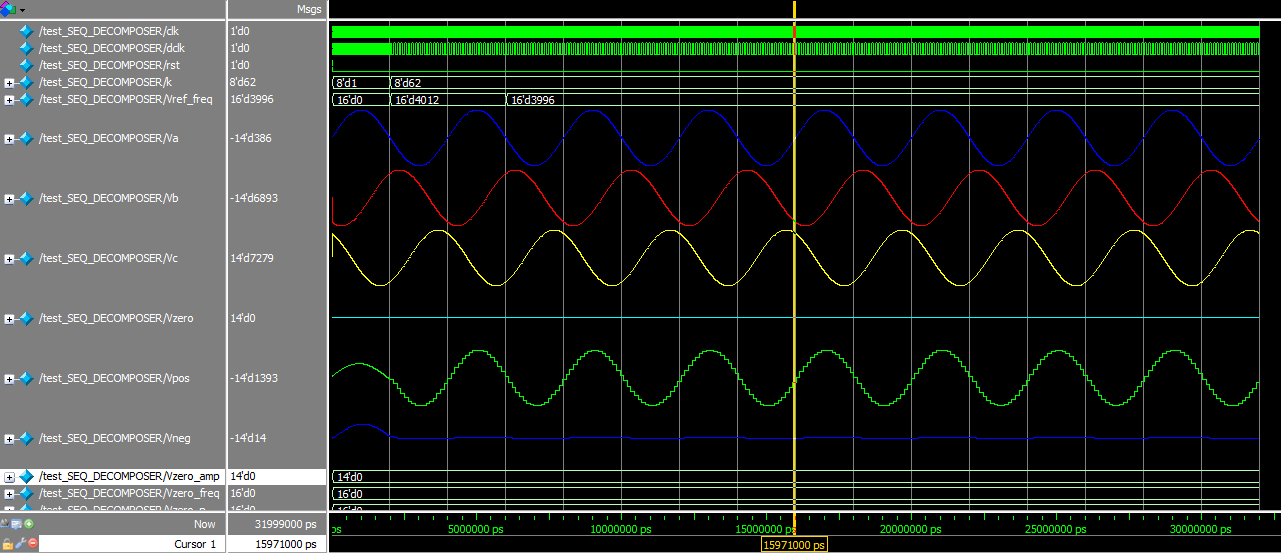 Msgs
/test_SEQ_DECOMPOSER/clk 1'd0
/test_SEQ_DECOMPOSER/dclk 1'd0
/test_SEQ_DECOMPOSER/rst 1'd0
/test_SEQ_DECOMPOSER/k 8'd62 8'd1 8'd62
/test_SEQ_DECOMPOSER/Vref_freq 16'd3996 16'd0 16'd4012 16'd3996
/test_SEQ_DECOMPOSER/Va -14'd386
/test_SEQ_DECOMPOSER/Vb -14'd6893
/test_SEQ_DECOMPOSER/Vc 14'd7279
/test_SEQ_DECOMPOSER/Vzero 14'd0
/test_SEQ_DECOMPOSER/Vpos -14'd1393
/test_SEQ_DECOMPOSER/Vneg -14'd14
/test_SEQ_DECOMPOSER/Vzero_amp 14'd0 14'd0
/test_SEQ_DECOMPOSER/Vzero_freq 16'd0 16'd0
Now 31999000 ps ps 5000000 ps 10000000 ps 15000000 ps 20000000 ps 25000000 ps 30000000 ps
Cursor 1 15971000 ps 15971000 ps